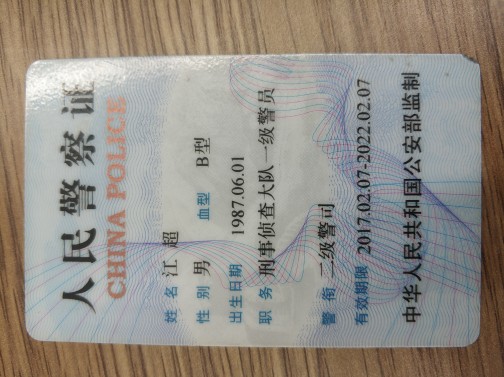 人民警察证
CHINA POLICE
姓名 江超
性别 男 血型 B型
出生日期 1987.06.01
职务 刑事侦查大队一级警员
警衔 二级警司
有效期限 2017.02.07-2022.02.07
中华人民共和国公安部监制